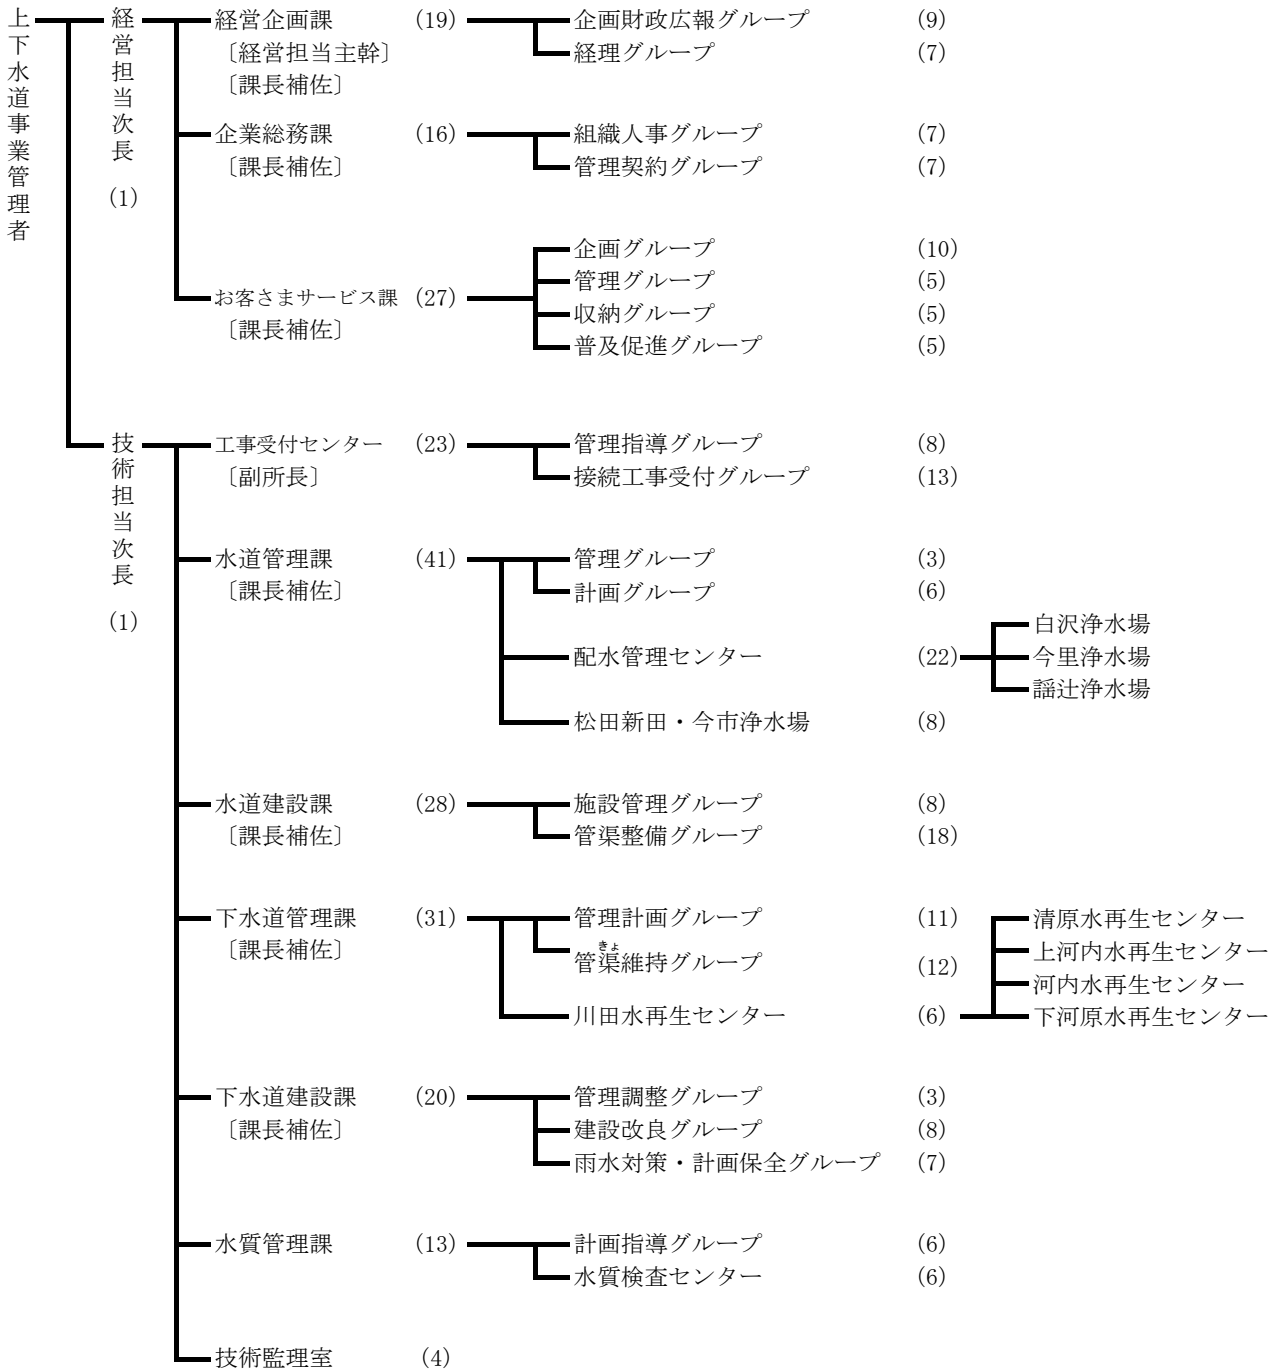 上下水道事業管理者
経営担当次長
(1)
経営企画課 (19) 企画財政広報グループ (9)
〔経営担当主幹〕 経理グループ (7)
〔課長補佐〕
企業総務課 (16) 組織人事グループ (7)
〔課長補佐〕 管理契約グループ (7)
企画グループ (10)
管理グループ (5)
お客さまサービス課 (27) 収納グループ (5)
〔課長補佐〕 普及促進グループ (5)
技術担当次長
(1)
工事受付センター (23) 管理指導グループ (8)
〔副所長〕 接続工事受付グループ (13)
水道管理課 (41) 管理グループ (3)
〔課長補佐〕 計画グループ (6)
白沢浄水場
配水管理センター (22) 今里浄水場
謡辻浄水場
松田新田・今市浄水場 (8)
水道建設課 (28) 施設管理グループ (8)
〔課長補佐〕 管渠整備グループ (18)
下水道管理課 (31) 管理計画グループ (11) 清原水再生センター
きょ
〔課長補佐〕 管渠維持グループ (12) 上河内水再生センター
河内水再生センター
川田水再生センター (6) 下河原水再生センター
下水道建設課 (20) 管理調整グループ (3)
〔課長補佐〕 建設改良グループ (8)
雨水対策・計画保全グループ (7)
水質管理課 (13) 計画指導グループ (6)
水質検査センター (6)
技術監理室 (4)